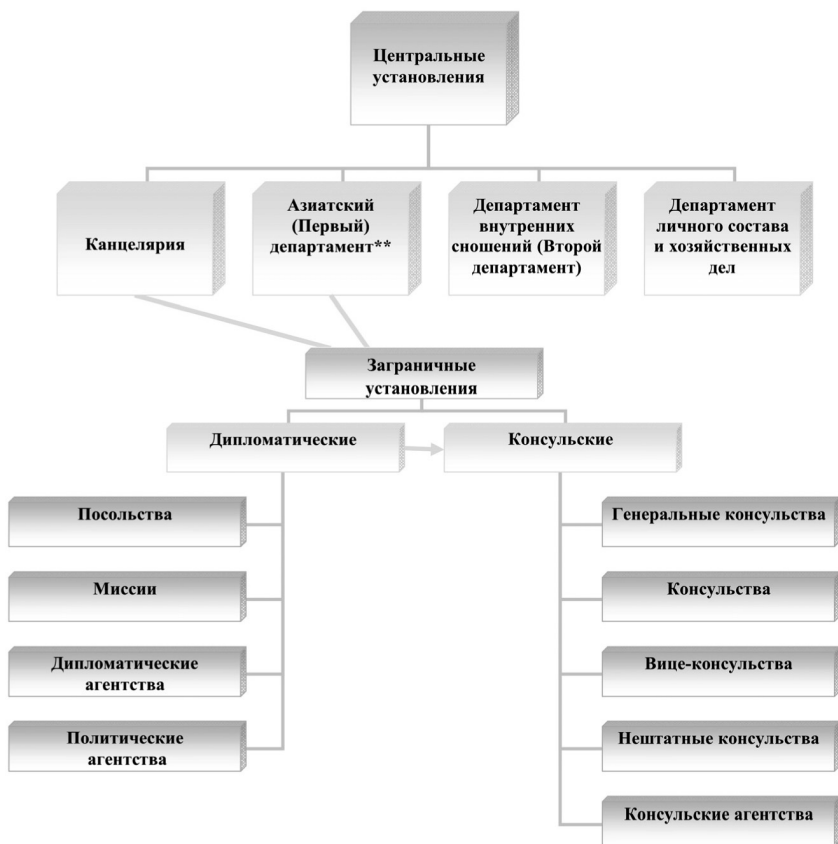 Центральные
установления
Канцелярия
Азиатский
(Первый)
департамент**
Департамент
внутренних
сношений (Второй
департамент)
Департамент
личного состава
и хозяйственных
дел
Заграничные
установления
Дипломатические
Консульские
Посольства
Миссии
Дипломатические
агентства
Политические
агентства
Генеральные консульства
Консульства
Вице-консульства
Нештатные консульства
Консульские агентства